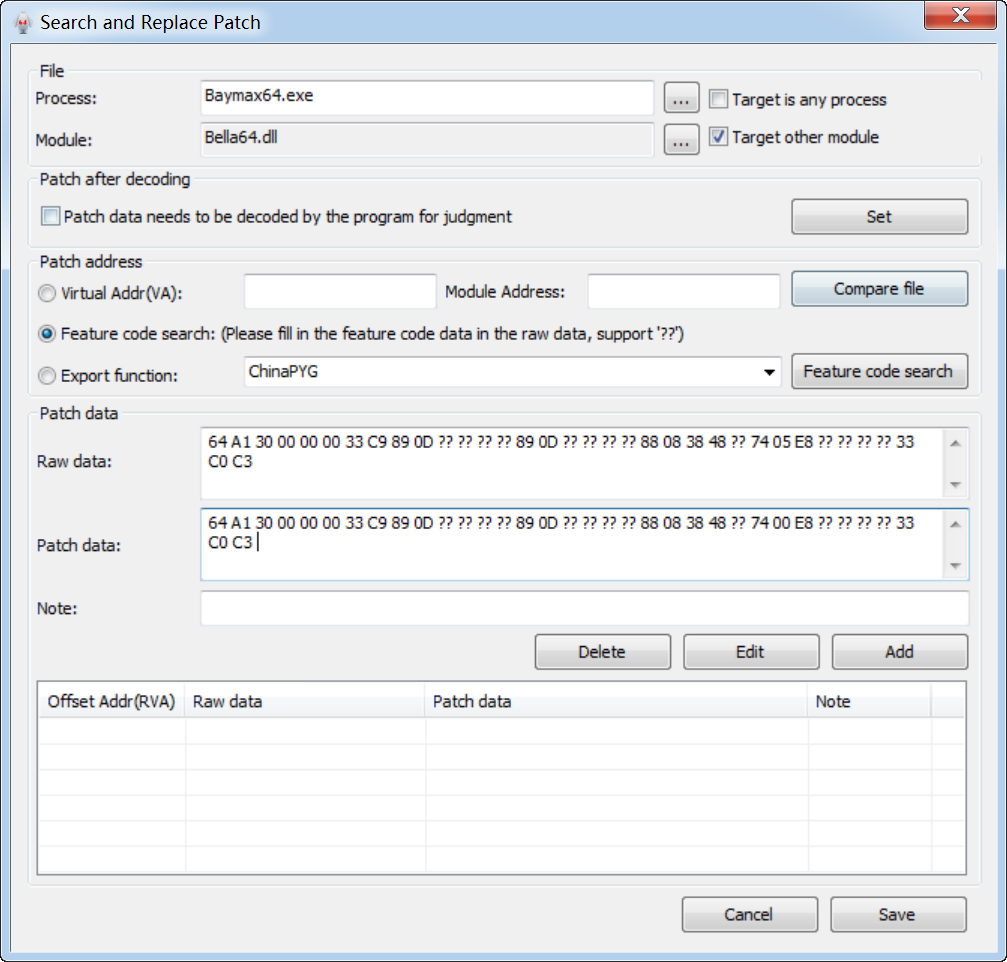 Search and Replace Patch
File
Process: Baymax64.exe ... Target is any process
Module: Bella64.dll ... Target other module
Patch after decoding
Patch data needs to be decoded by the program for judgment Set
Patch address
Virtual Addr(VA): Module Address: Compare file
Feature code search: (Please fill in the feature code data in the raw data, support '??')
Export function: ChinaPYG Feature code search
Patch data
Raw data:
64 A1 30 00 00 00 33 C9 89 0D ?? ?? ?? ?? 89 0D ?? ?? ?? ?? 88 08 38 48 ?? 74 05 E8 ?? ?? ?? ?? 33
C0 C3
Patch data:
64 A1 30 00 00 00 33 C9 89 0D ?? ?? ?? ?? 89 0D ?? ?? ?? ?? 88 08 38 48 ?? 74 00 E8 ?? ?? ?? ?? 33
C0 C3
Note:
Delete Edit Add
Offset Addr(RVA) Raw data Patch data Note
Cancel Save